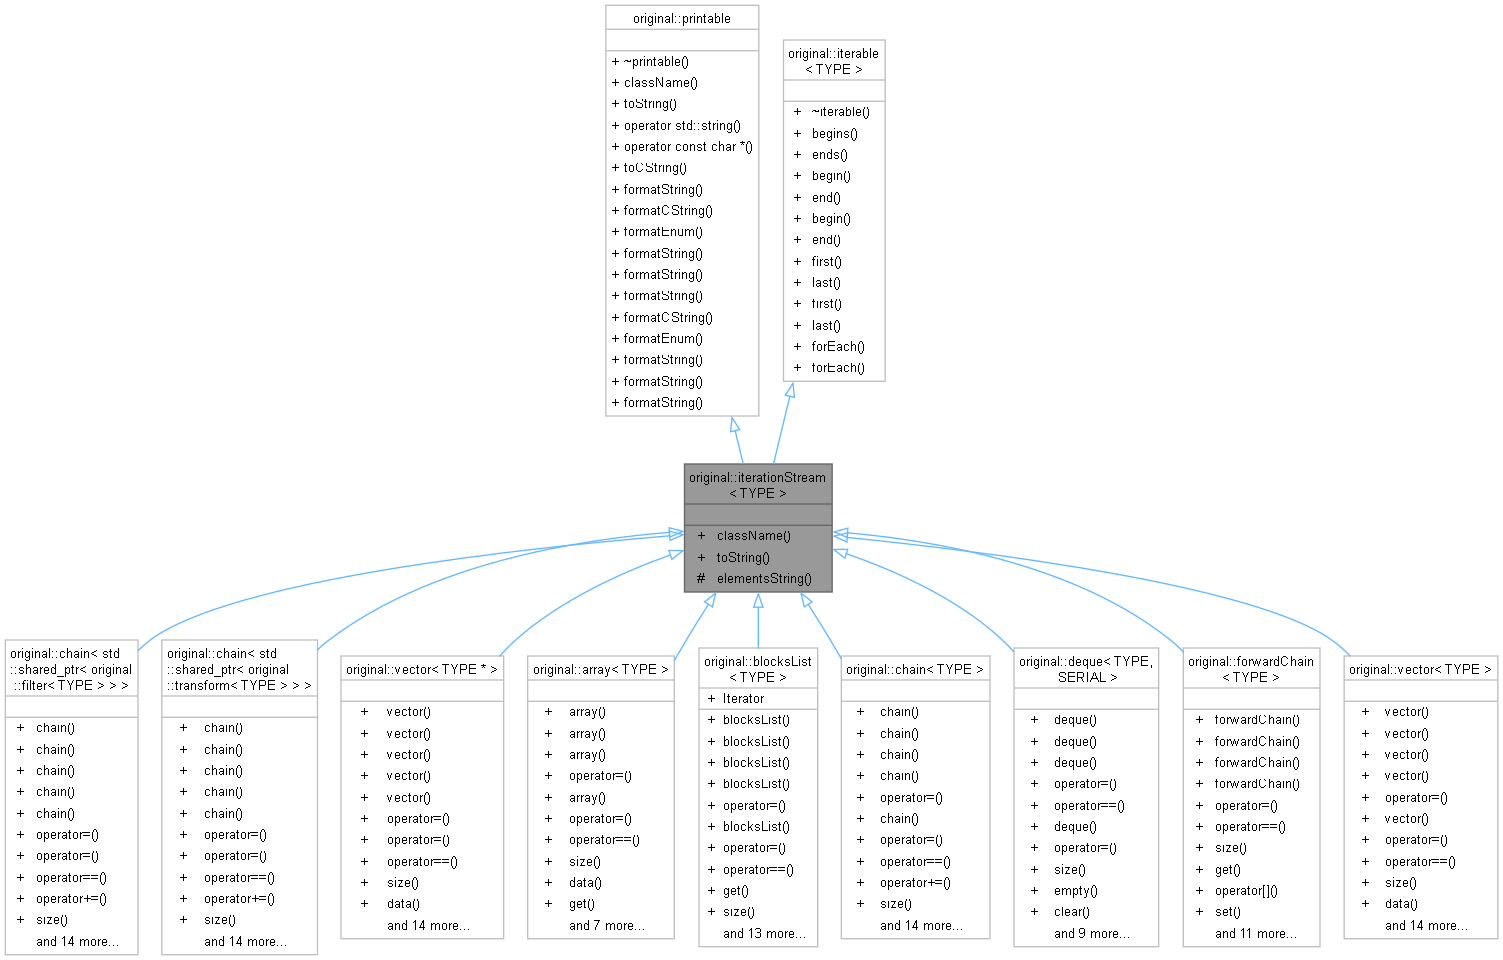 original::printable
+ ~printable()
+ className()
+ toString()
+ operator std::string()
+ operator const char *()
+ toCString()
+ formatString()
+ formatCString()
+ formatEnum()
+ formatString()
+ formatString()
+ formatString()
+ formatCString()
+ formatEnum()
+ formatString()
+ formatString()
+ formatString()
original::iterable
< TYPE >
+ ~iterable()
+ begins()
+ ends()
+ begin()
+ end()
+ begin()
+ end()
+ first()
+ last()
+ first()
+ last()
+ forEach()
+ forEach()
original::iterationStream
< TYPE >
+ className()
+ toString()
# elementsString()
original::chain< std
::shared_ptr< original
::filter< TYPE > > >
+ chain()
+ chain()
+ chain()
+ chain()
+ chain()
+ operator=()
+ operator=()
+ operator==()
+ operator+=()
+ size()
and 14 more...
original::chain< std
::shared_ptr< original
::transform< TYPE > > >
+ chain()
+ chain()
+ chain()
+ chain()
+ chain()
+ operator=()
+ operator=()
+ operator==()
+ operator+=()
+ size()
and 14 more...
original::vector< TYPE * >
+ vector()
+ vector()
+ vector()
+ vector()
+ vector()
+ operator=()
+ operator=()
+ operator==()
+ size()
+ data()
and 14 more...
original::array< TYPE >
+ array()
+ array()
+ array()
+ operator=()
+ array()
+ operator=()
+ operator==()
+ size()
+ data()
+ get()
and 7 more...
original::blocksList
< TYPE >
+ Iterator
+ blocksList()
+ blocksList()
+ blocksList()
+ blocksList()
+ operator=()
+ blocksList()
+ operator=()
+ operator==()
+ get()
+ size()
and 13 more...
original::chain< TYPE >
+ chain()
+ chain()
+ chain()
+ chain()
+ operator=()
+ chain()
+ operator=()
+ operator==()
+ operator+=()
+ size()
and 14 more...
original::deque< TYPE,
SERIAL >
+ deque()
+ deque()
+ deque()
+ operator=()
+ operator==()
+ deque()
+ operator=()
+ size()
+ empty()
+ clear()
and 9 more...
original::forwardChain
< TYPE >
+ forwardChain()
+ forwardChain()
+ forwardChain()
+ forwardChain()
+ operator=()
+ operator==()
+ size()
+ get()
+ operator[]()
+ set()
and 11 more...
original::vector< TYPE >
+ vector()
+ vector()
+ vector()
+ vector()
+ operator=()
+ vector()
+ operator=()
+ operator==()
+ size()
+ data()
and 14 more...